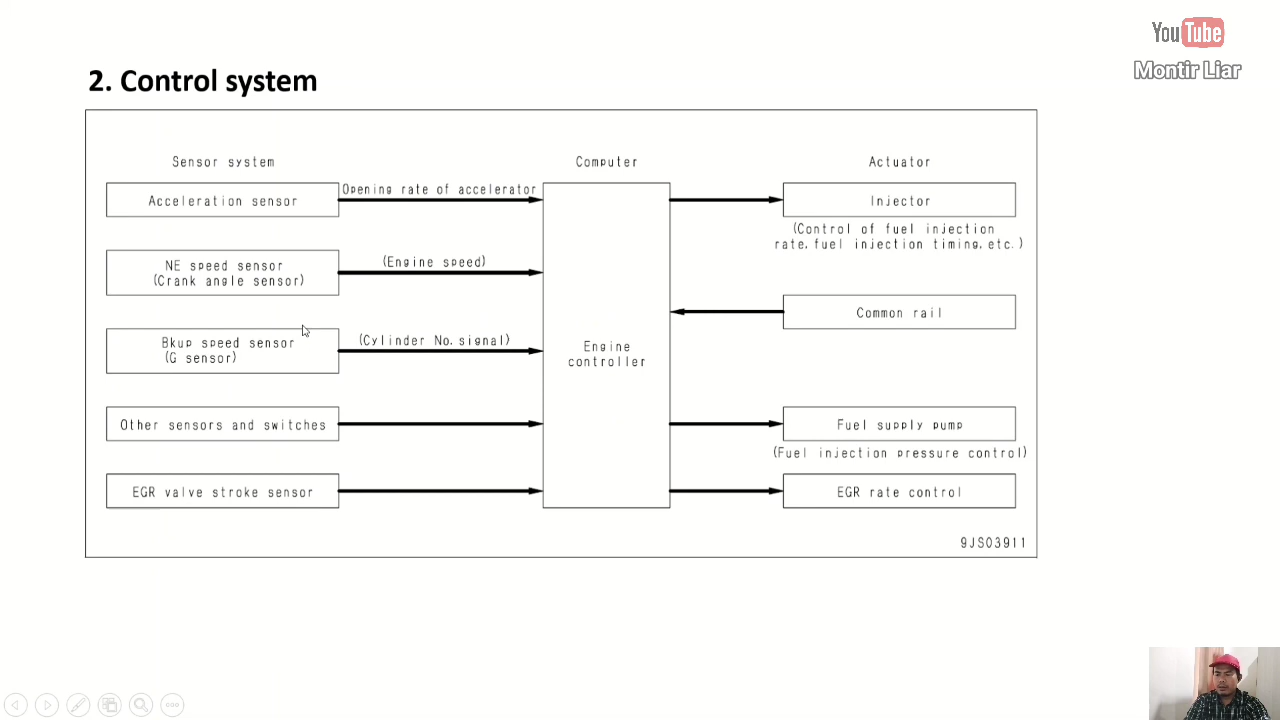 YouTube
Montir Liar
2. Control system
Sensor system
Computer
Actuator
Acceleration sensor
Opening rate of accelerator
Injector
(Control of fuel injection
rate, fuel injection timing, etc.)
NE speed sensor
(Crank angle sensor)
(Engine speed)
Common rail
Bkup speed sensor
(G sensor)
(Cylinder No. signal)
Engine
controller
Other sensors and switches
Fuel supply pump
(Fuel injection pressure control)
EGR valve stroke sensor
EGR rate control
9JS03911